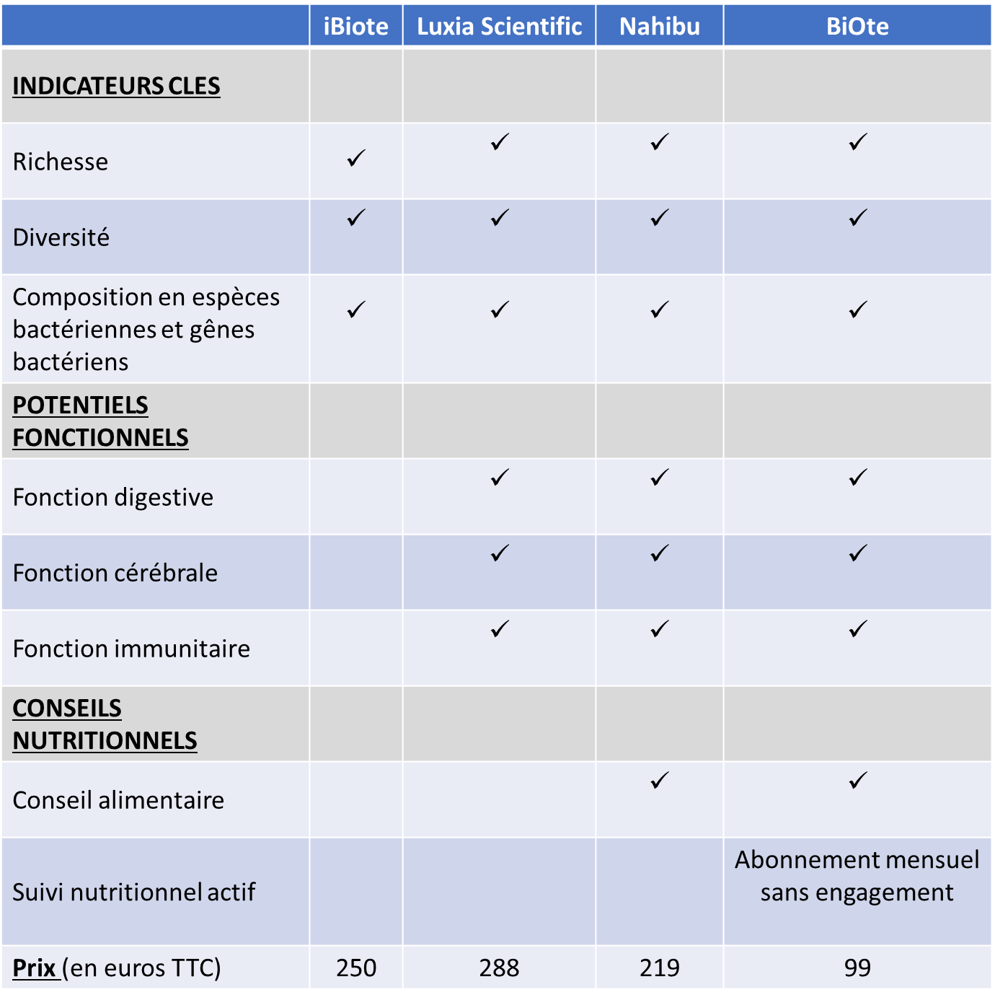 iBiote Luxia Scientific Nahibu BiOte
INDICATEURS CLES
Richesse ✓ ✓ ✓ ✓
Diversité ✓ ✓ ✓ ✓
Composition en espèces
bactériennes et gênes ✓ ✓ ✓ ✓
bactériens
POTENTIELS
FONCTIONNELS
Fonction digestive ✓ ✓ ✓
Fonction cérébrale ✓ ✓ ✓
Fonction immunitaire ✓ ✓ ✓
CONSEILS
NUTRITIONNELS
Conseil alimentaire ✓ ✓
Suivi nutritionnel actif
Abonnement mensuel
sans engagement
Prix (en euros TTC) 250 288 219 99